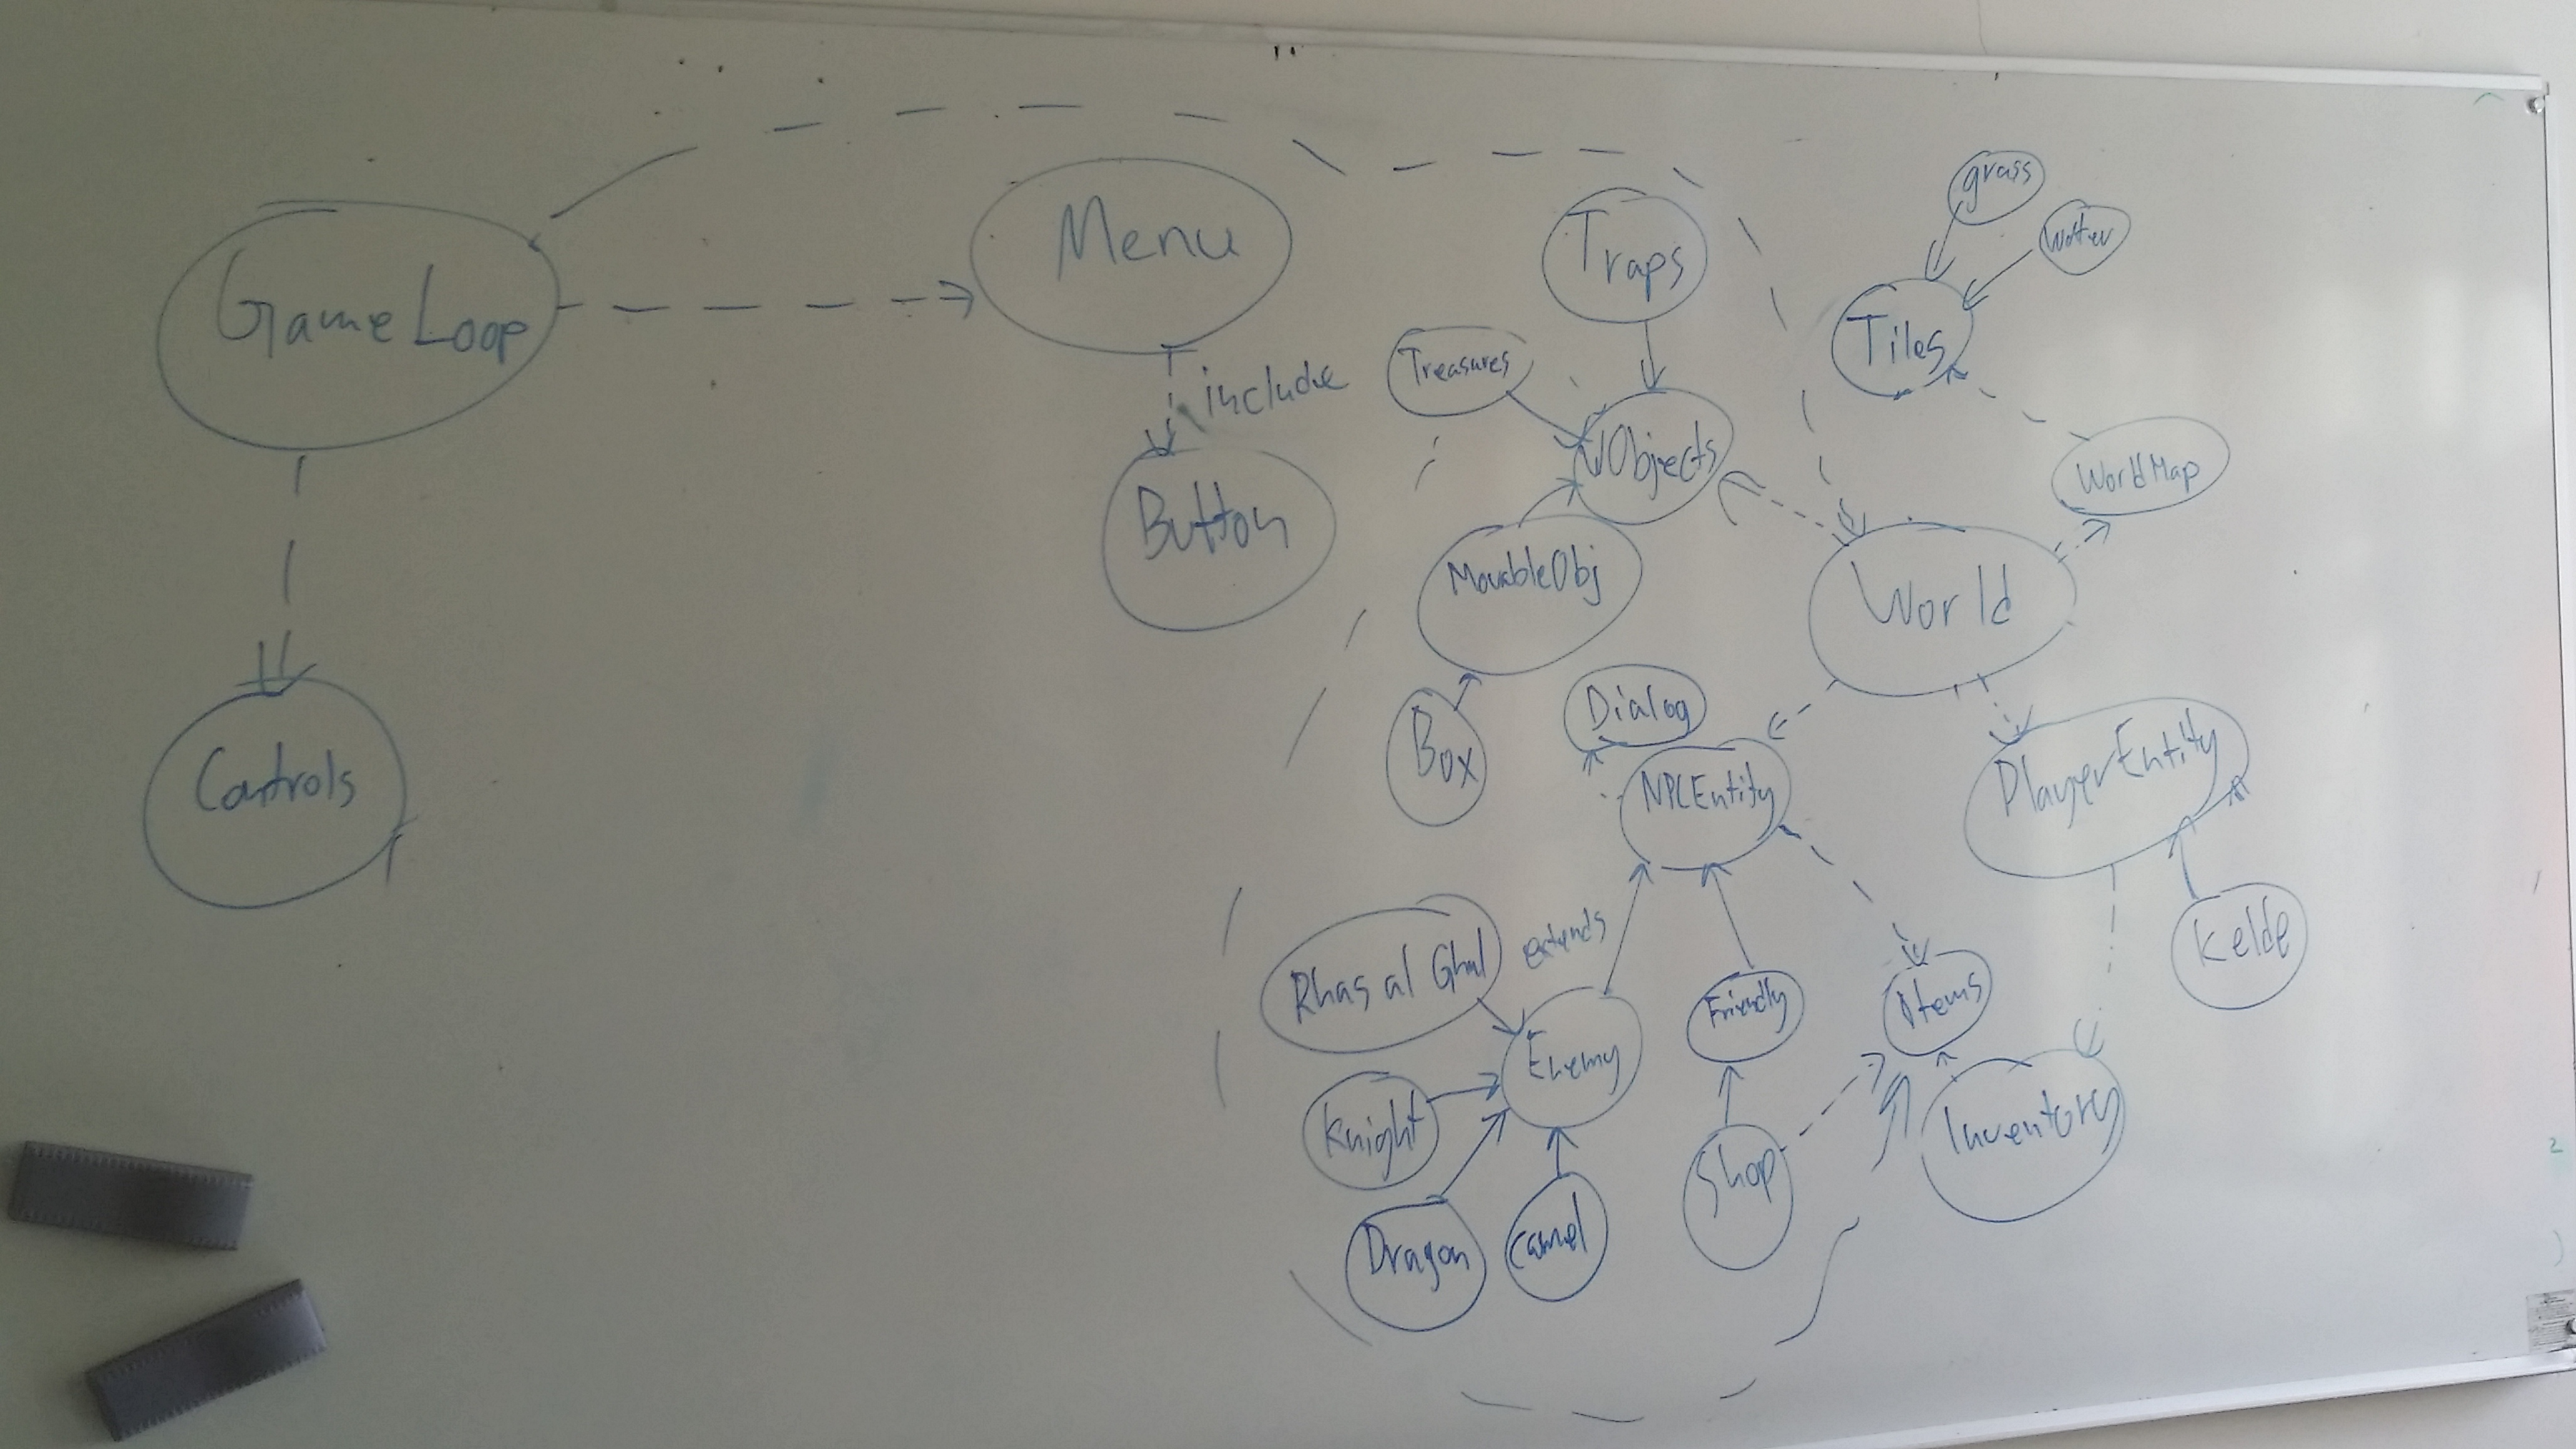 grass
Water
Menu
Traps
GameLoop
Tiles
Treasures
include
Objects
WorldMap
Button
MovableObj
World
Dialog
Box
NPCEntity
PlayerEntity
Controls
extends
Rhas al Ghul
Kelde
Friendly
Items
Enemy
Knight
Inventory
Shop
Dragon
Camel